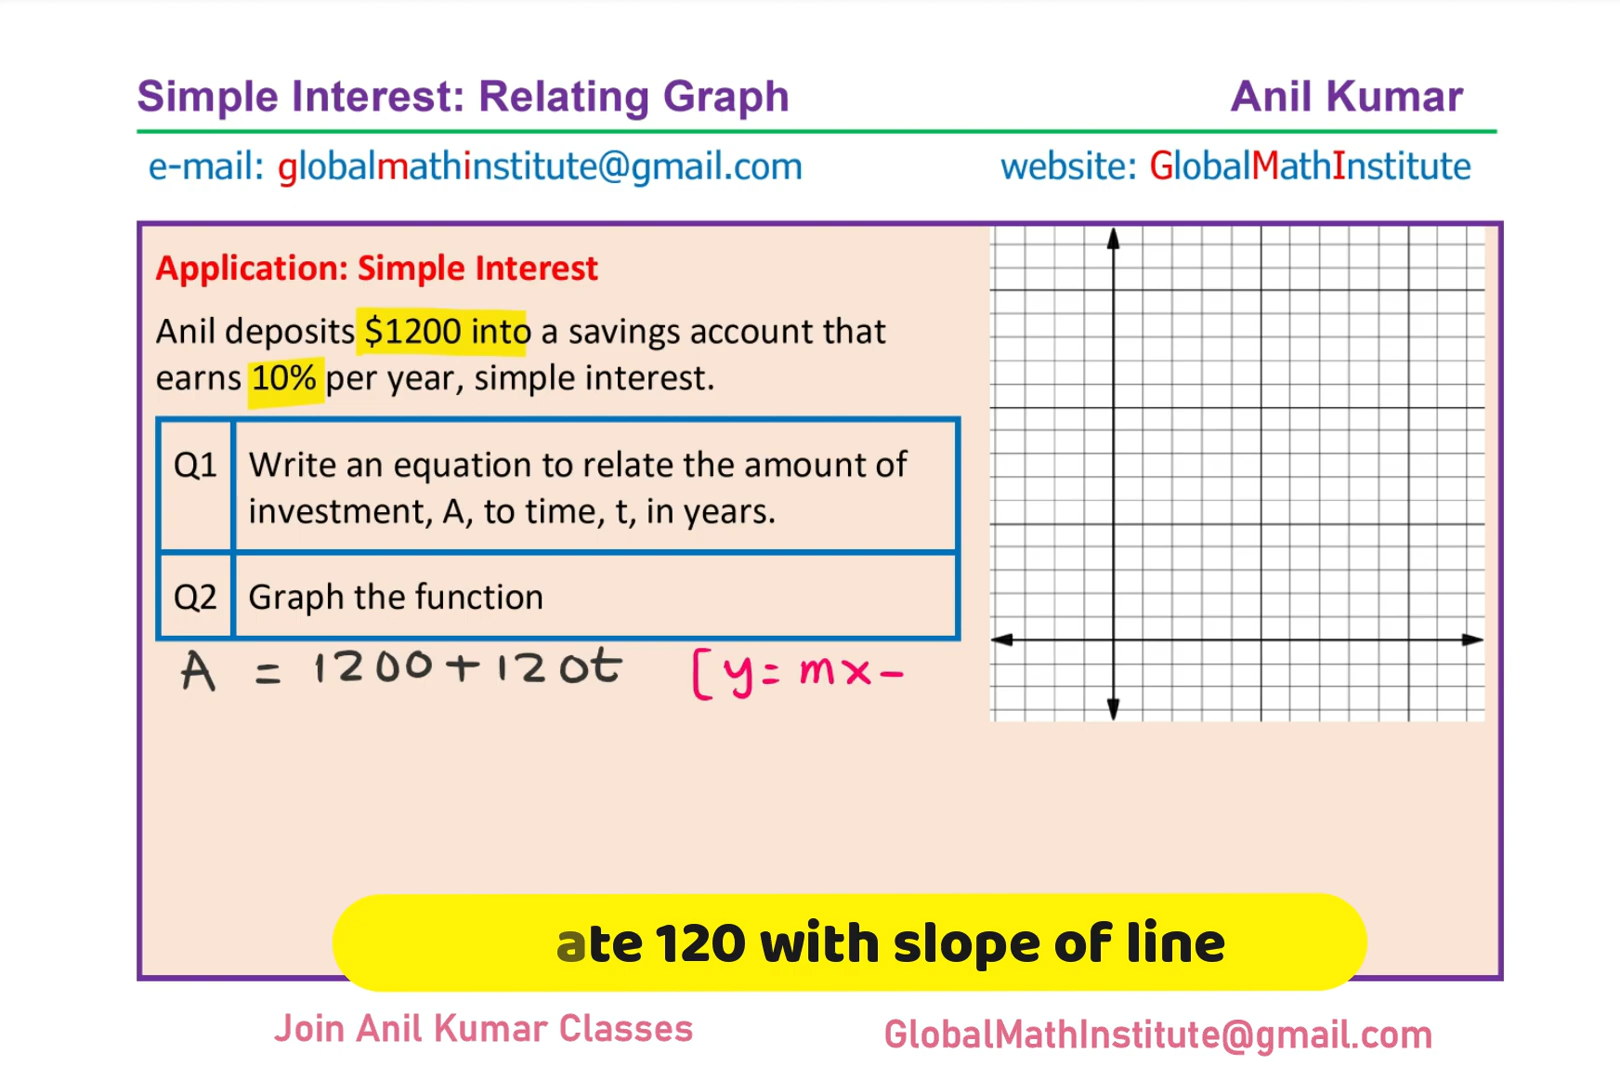 Simple Interest: Relating Graph
Anil Kumar
e-mail: globalmathinstitute@gmail.com
website: GlobalMathInstitute
Application: Simple Interest
Anil deposits $1200 into a savings account that
earns 10% per year, simple interest.
Q1
Write an equation to relate the amount of
investment, A, to time, t, in years.
Q2
Graph the function
A = 1200 + 120t [y = mx -
ate 120 with slope of line
Join Anil Kumar Classes
GlobalMathInstitute@gmail.com